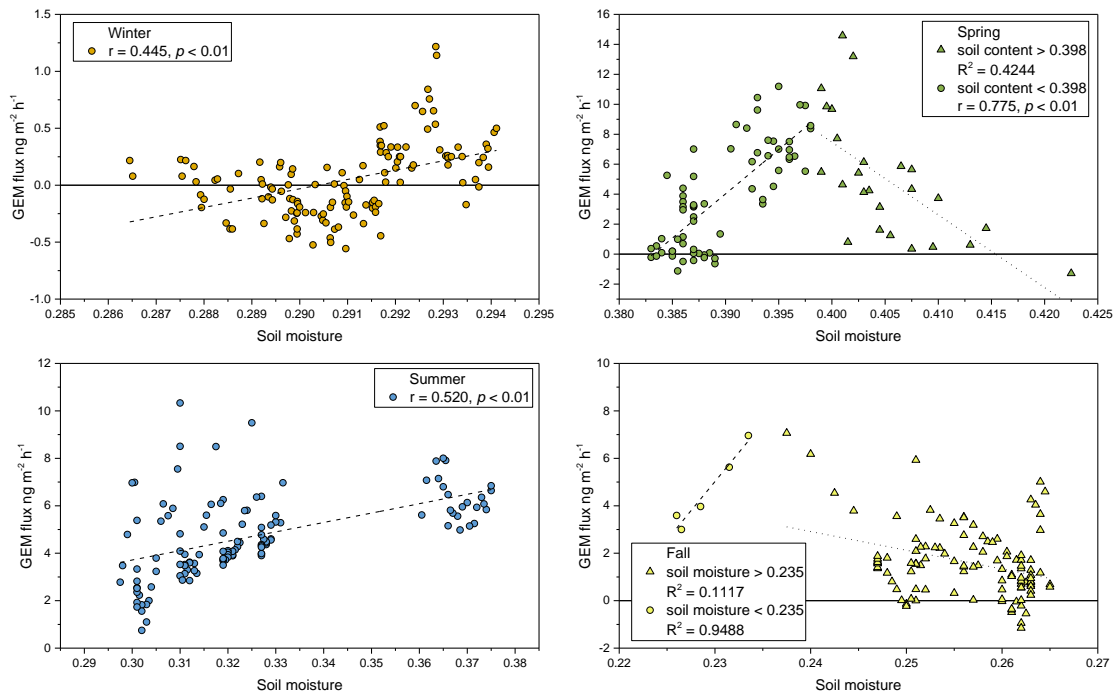 1.5
1.0
0.5
0.0
-0.5
-1.0
GEM flux ng m⁻² h⁻¹
Winter
r = 0.445, p < 0.01
0.285 0.286 0.287 0.288 0.289 0.290 0.291 0.292 0.293 0.294 0.295
Soil moisture
16
14
12
10
8
6
4
2
0
-2
GEM flux ng m⁻² h⁻¹
Spring
soil content > 0.398
R² = 0.4244
soil content < 0.398
r = 0.775, p < 0.01
0.380 0.385 0.390 0.395 0.400 0.405 0.410 0.415 0.420 0.425
Soil moisture
12
10
8
6
4
2
0
GEM flux ng m⁻² h⁻¹
Summer
r = 0.520, p < 0.01
0.29 0.30 0.31 0.32 0.33 0.34 0.35 0.36 0.37 0.38
Soil moisture
10
8
6
4
2
0
-2
GEM flux ng m⁻² h⁻¹
Fall
soil moisture > 0.235
R² = 0.1117
soil moisture < 0.235
R² = 0.9488
0.22 0.23 0.24 0.25 0.26 0.27
Soil moisture